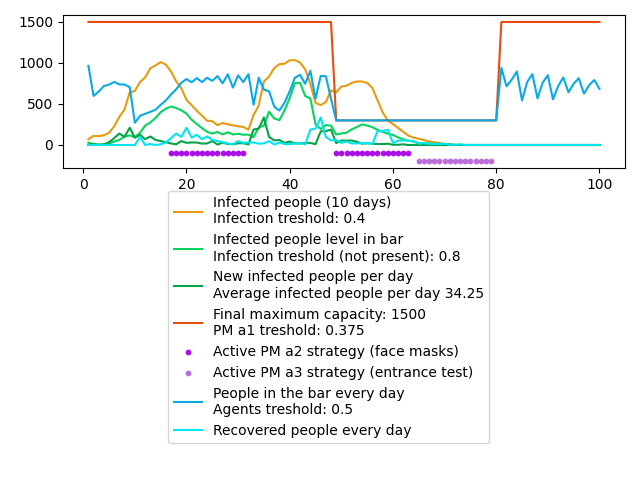 1500
1000
500
0
0 20 40 60 80 100
Infected people (10 days)
Infection treshold: 0.4
Infected people level in bar
Infection treshold (not present): 0.8
New infected people per day
Average infected people per day 34.25
Final maximum capacity: 1500
PM a1 treshold: 0.375
Active PM a2 strategy (face masks)
Active PM a3 strategy (entrance test)
People in the bar every day
Agents treshold: 0.5
Recovered people every day